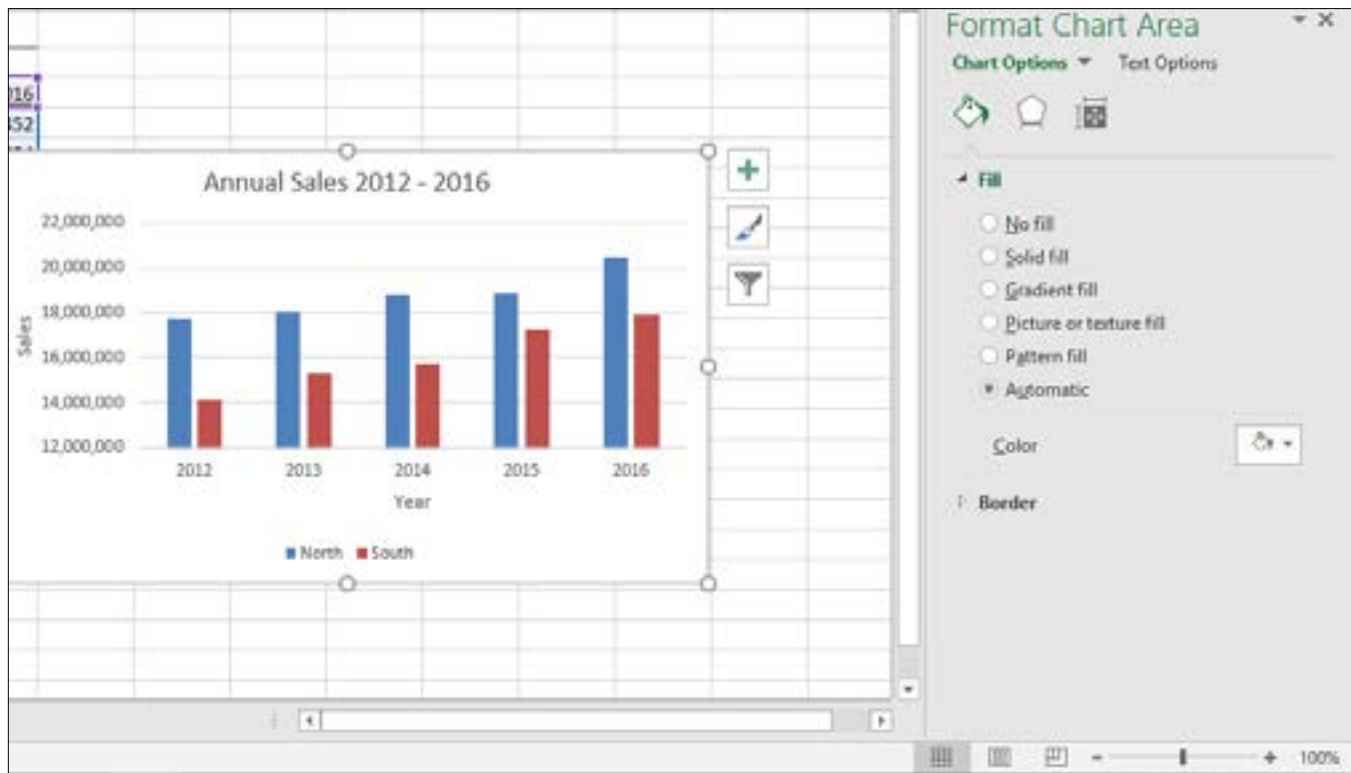 Format Chart Area
Chart Options
Text Options
016
352
Annual Sales 2012 - 2016
22,000,000
20,000,000
18,000,000
16,000,000
14,000,000
12,000,000
Sales
2012 2013 2014 2015 2016
Year
North South
Fill
No fill
Solid fill
Gradient fill
Picture or texture fill
Pattern fill
Automatic
Color
Border
100%